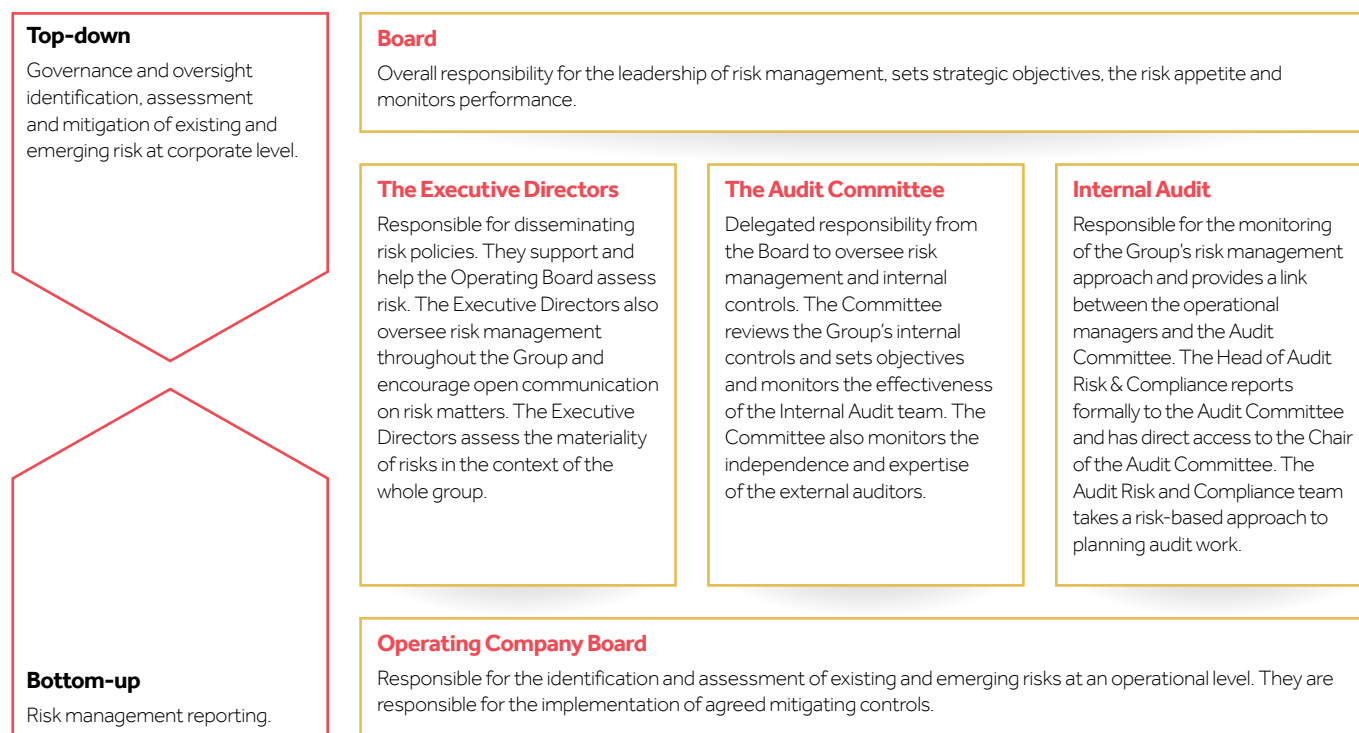 Top-down
Governance and oversight
identification, assessment
and mitigation of existing and
emerging risk at corporate level.
Board
Overall responsibility for the leadership of risk management, sets strategic objectives, the risk appetite and
monitors performance.
The Executive Directors
Responsible for disseminating
risk policies. They support and
help the Operating Board assess
risk. The Executive Directors also
oversee risk management
throughout the Group and
encourage open communication
on risk matters. The Executive
Directors assess the materiality
of risks in the context of the
whole group.
The Audit Committee
Delegated responsibility from
the Board to oversee risk
management and internal
controls. The Committee
reviews the Group's internal
controls and sets objectives
and monitors the effectiveness
of the Internal Audit team. The
Committee also monitors the
independence and expertise
of the external auditors.
Internal Audit
Responsible for the monitoring
of the Group's risk management
approach and provides a link
between the operational
managers and the Audit
Committee. The Head of Audit
Risk & Compliance reports
formally to the Audit Committee
and has direct access to the Chair
of the Audit Committee. The
Audit Risk and Compliance team
takes a risk-based approach to
planning audit work.
Bottom-up
Risk management reporting.
Operating Company Board
Responsible for the identification and assessment of existing and emerging risks at an operational level. They are
responsible for the implementation of agreed mitigating controls.